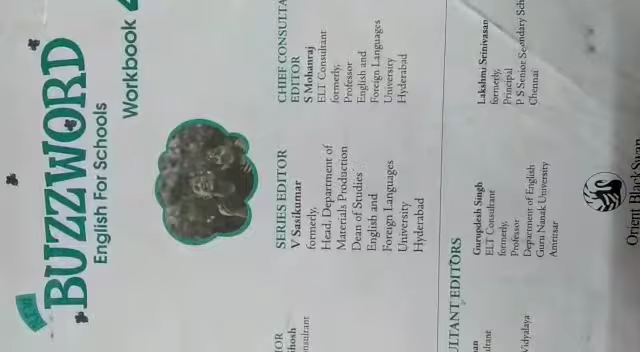 NEW
BUZZWORD
English For Schools
Workbook
SERIES EDITOR
V Sasikumar
formerly,
Head, Department of
Materials Production
Dean of Studies
English and
Foreign Languages
University
Hyderabad
CHIEF CONSULTA
EDITOR
S Mohanraj
ELT Consultant
formerly,
Professor
English and
Foreign Languages
University
Hyderabad
ULTANT EDITORS
Gurupdesh Singh
ELT Consultant
formerly,
Professor
Department of English
Guru Nanak University
Amritsar
Lakshmi Srinivasan
formerly,
Principal
P S Senior Secondary Sch
Chennai
Vidyalaya
Orient BlackSwan